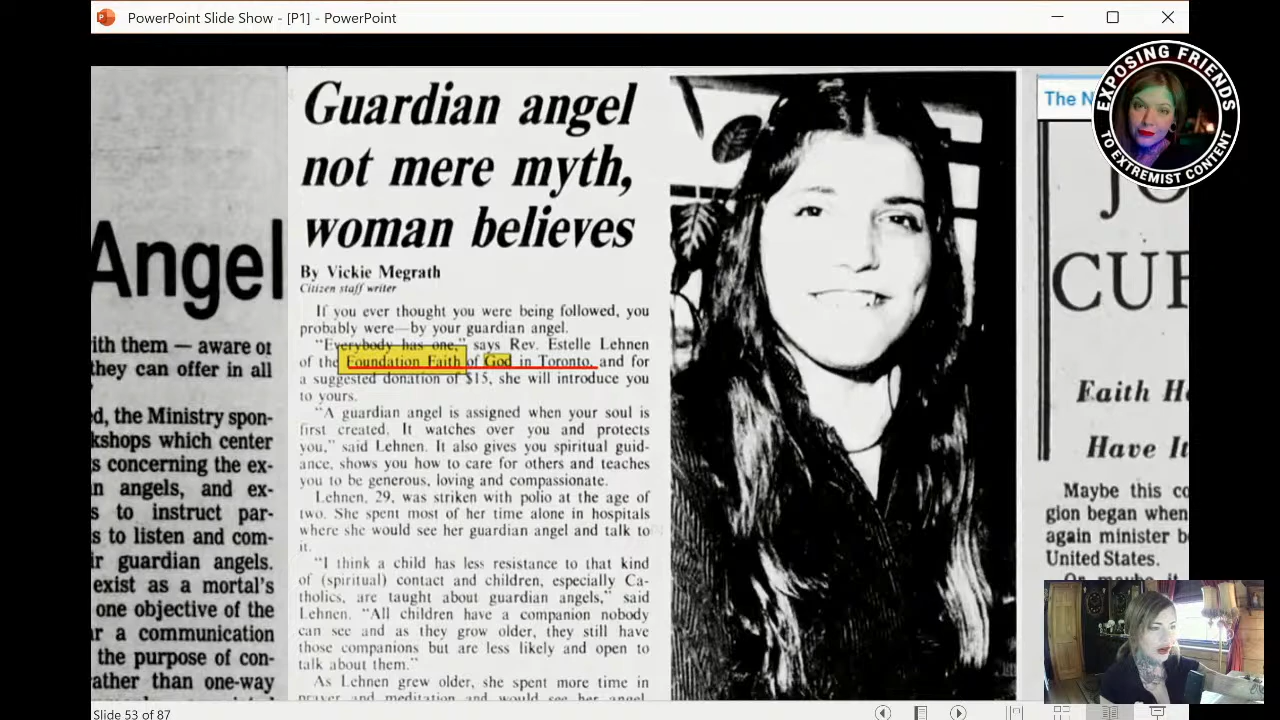 PowerPoint Slide Show - [P1] - PowerPoint
EXPOSING FRIENDS
TO EXTREMIST CONTENT
Angel
ith them — aware of
they can offer in all
d, the Ministry spon-
kshops which center
s concerning the ex-
n angels, and ex-
s to instruct par-
s to listen and com-
ir guardian angels.
exist as a mortal's
one objective of the
r a communication
the purpose of con-
ather than one-way
Guardian angel
not mere myth,
woman believes
By Vickie Megrath
Citizen staff writer
If you ever thought you were being followed, you
probably were—by your guardian angel.
"Everybody has one," says Rev. Estelle Lehnen
of the Foundation Faith of God in Toronto, and for
a suggested donation of $15, she will introduce you
to yours.
"A guardian angel is assigned when your soul is
first created. It watches over you and protects
you," said Lehnen. It also gives you spiritual guid-
ance, shows you how to care for others and teaches
you to be generous, loving and compassionate.
Lehnen, 29, was striken with polio at the age of
two. She spent most of her time alone in hospitals
where she would see her guardian angel and talk to
it.
"I think a child has less resistance to that kind
of (spiritual) contact and children, especially Ca-
tholics, are taught about guardian angels," said
Lehnen. "All children have a companion nobody
can see and as they grow older, they still have
those companions but are less likely and open to
talk about them."
As Lehnen grew older, she spent more time in
prayer and meditation and would see her angel
The N
JO
CU
Faith H
Have It
Maybe this co
gion began when
again minister b
United States.
Slide 53 of 87